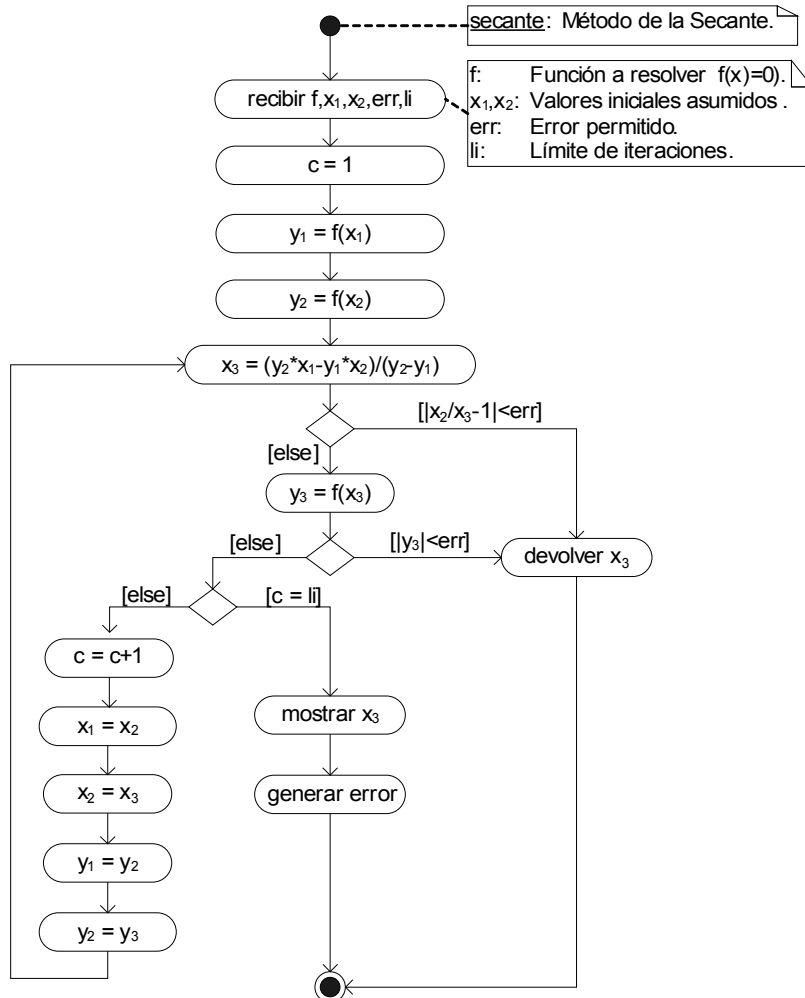 secante: Método de la Secante.
f: Función a resolver f(x)=0).
x₁,x₂: Valores iniciales asumidos .
err: Error permitido.
li: Límite de iteraciones.
recibir f,x₁,x₂,err,li
c = 1
y₁ = f(x₁)
y₂ = f(x₂)
x₃ = (y₂*x₁-y₁*x₂)/(y₂-y₁)
[|x₂/x₃-1|<err]
[else]
y₃ = f(x₃)
[else]
[|y₃|<err]
devolver x₃
[else]
[c = li]
c = c+1
x₁ = x₂
mostrar x₃
x₂ = x₃
generar error
y₁ = y₂
y₂ = y₃